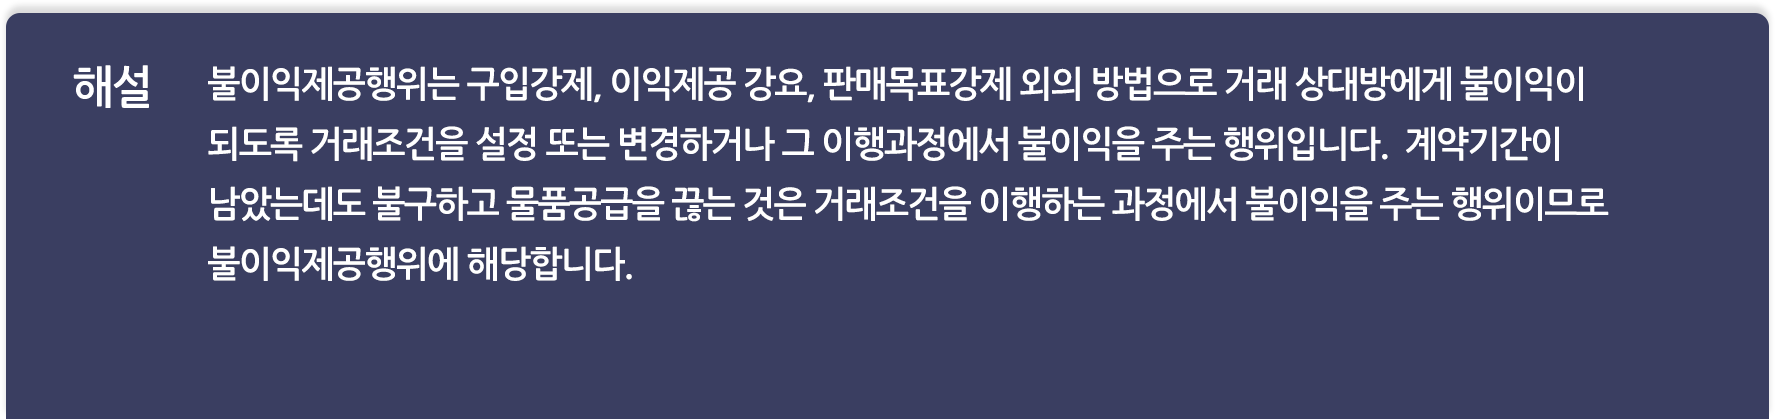 해설 불이익제공행위는 구입강제, 이익제공 강요, 판매목표강제 외의 방법으로 거래 상대방에게 불이익이
되도록 거래조건을 설정 또는 변경하거나 그 이행과정에서 불이익을 주는 행위입니다. 계약기간이
남았는데도 불구하고 물품공급을 끊는 것은 거래조건을 이행하는 과정에서 불이익을 주는 행위이므로
불이익제공행위에 해당합니다.